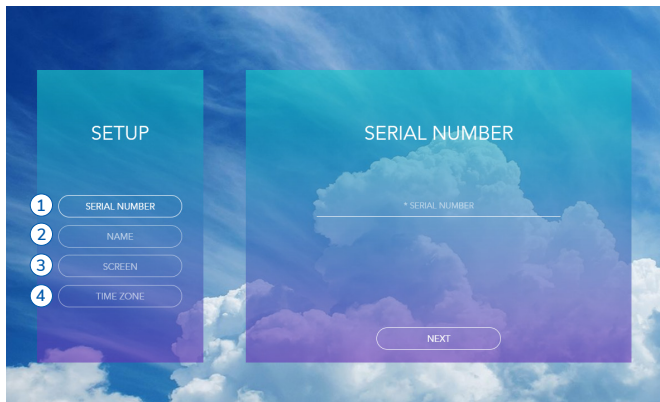 SETUP
1 SERIAL NUMBER
2 NAME
3 SCREEN
4 TIME ZONE
SERIAL NUMBER
* SERIAL NUMBER
NEXT